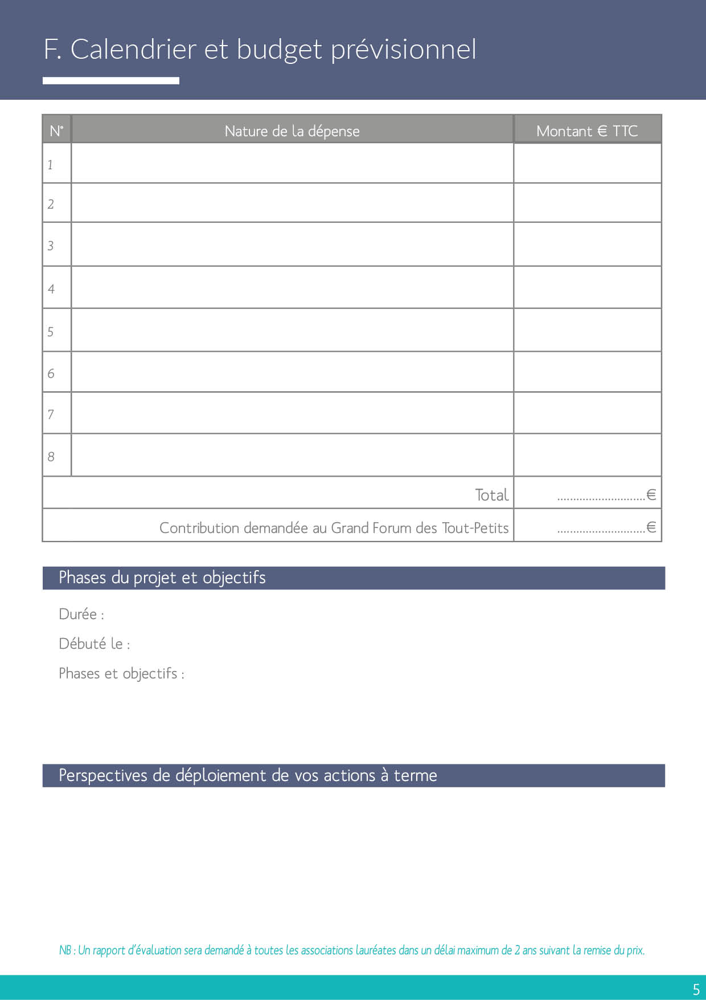 F. Calendrier et budget prévisionnel
N° Nature de la dépense Montant € TTC
1
2
3
4
5
6
7
8
Total ............................€
Contribution demandée au Grand Forum des Tout-Petits ............................€
Phases du projet et objectifs
Durée :
Débuté le :
Phases et objectifs :
Perspectives de déploiement de vos actions à terme
NB : Un rapport d'évaluation sera demandé à toutes les associations lauréates dans un délai maximum de 2 ans suivant la remise du prix.
5